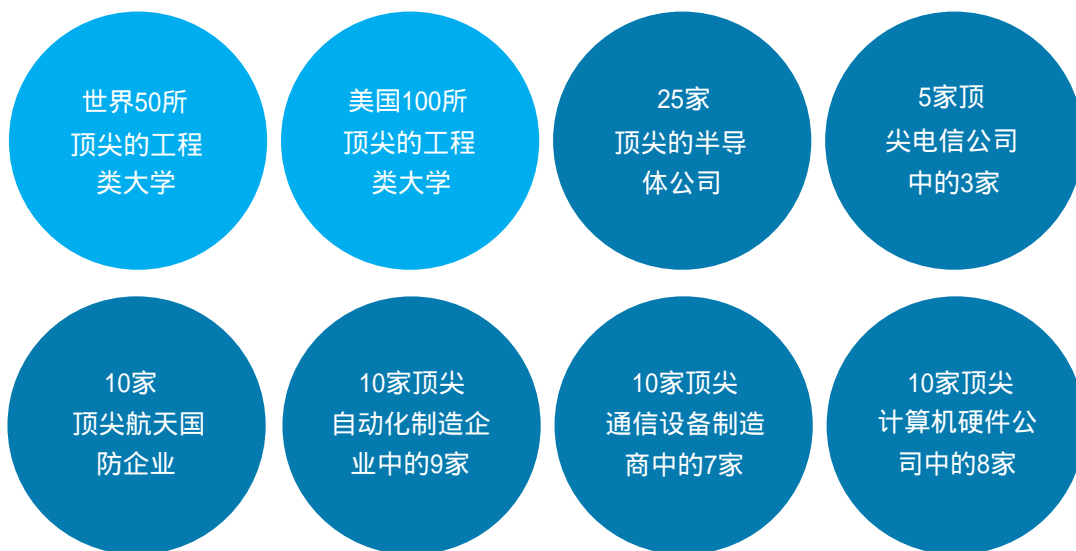 世界50所
顶尖的工程
类大学
美国100所
顶尖的工程
类大学
25家
顶尖的半导
体公司
5家顶
尖电信公司
中的3家
10家
顶尖航天国
防企业
10家顶尖
自动化制造企
业中的9家
10家顶尖
通信设备制造
商中的7家
10家顶尖
计算机硬件公
司中的8家